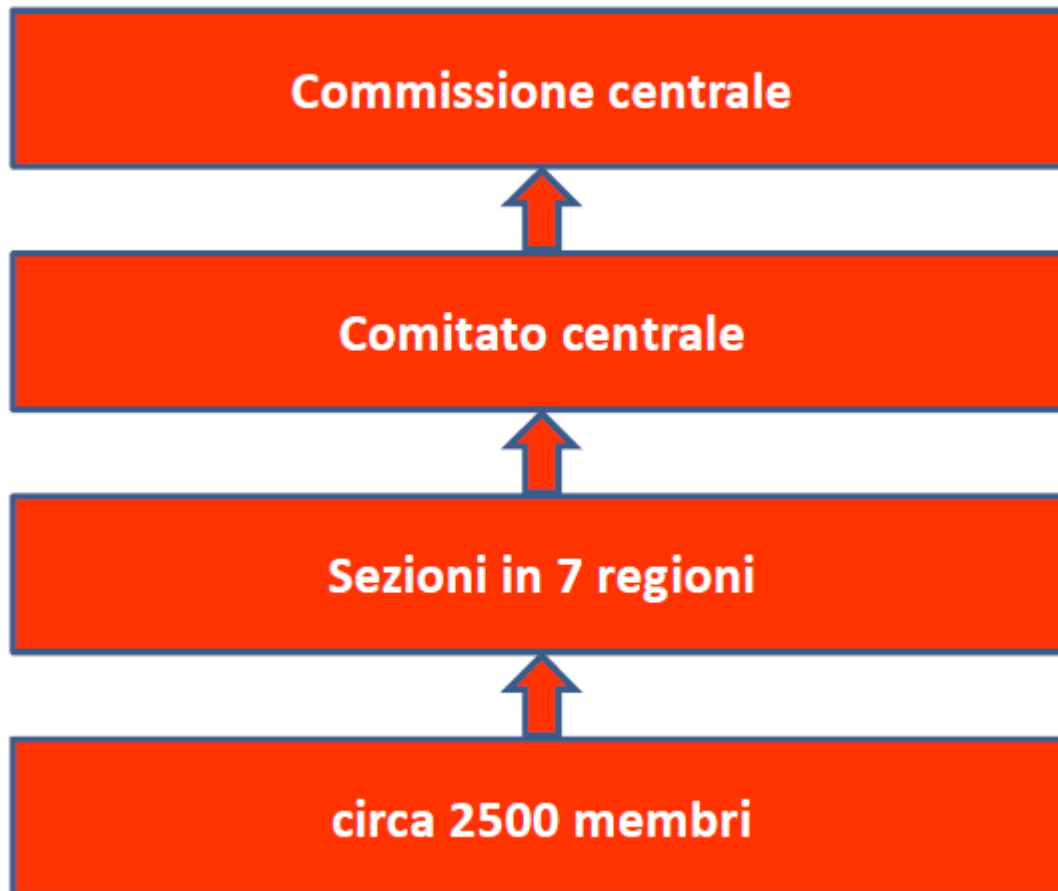 Commissione centrale
Comitato centrale
Sezioni in 7 regioni
circa 2500 membri